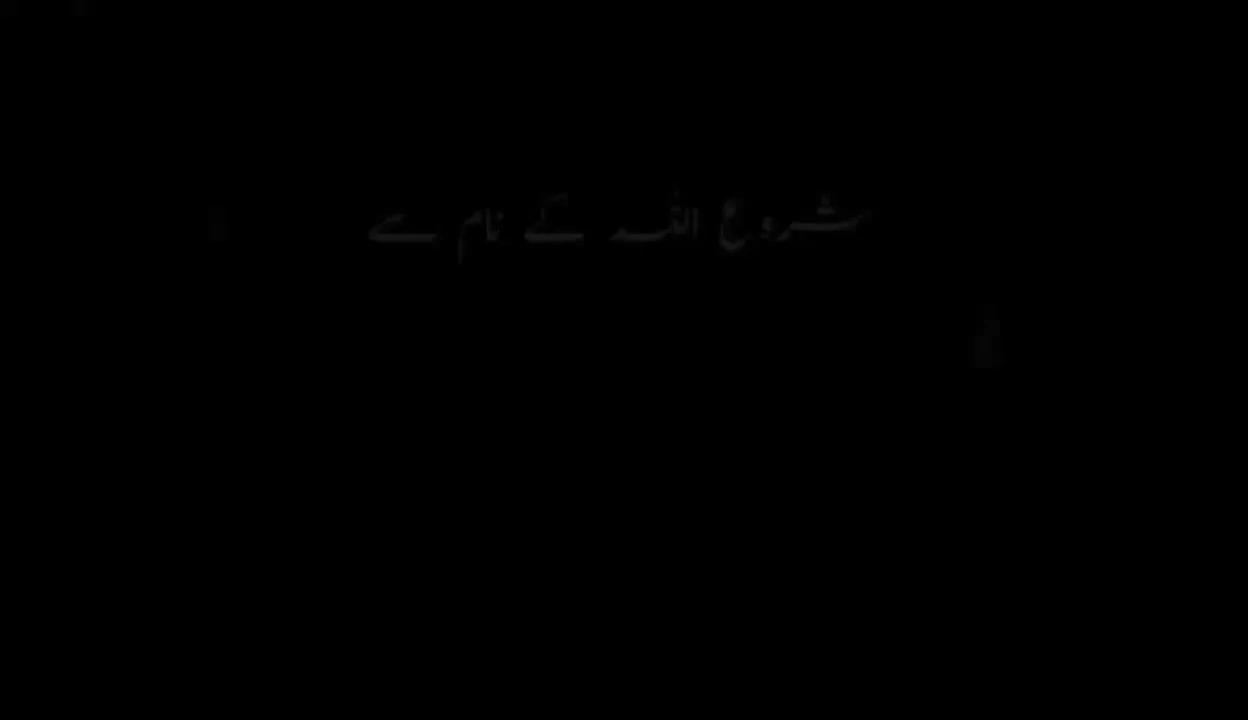 شروع اللہ کے نام سے